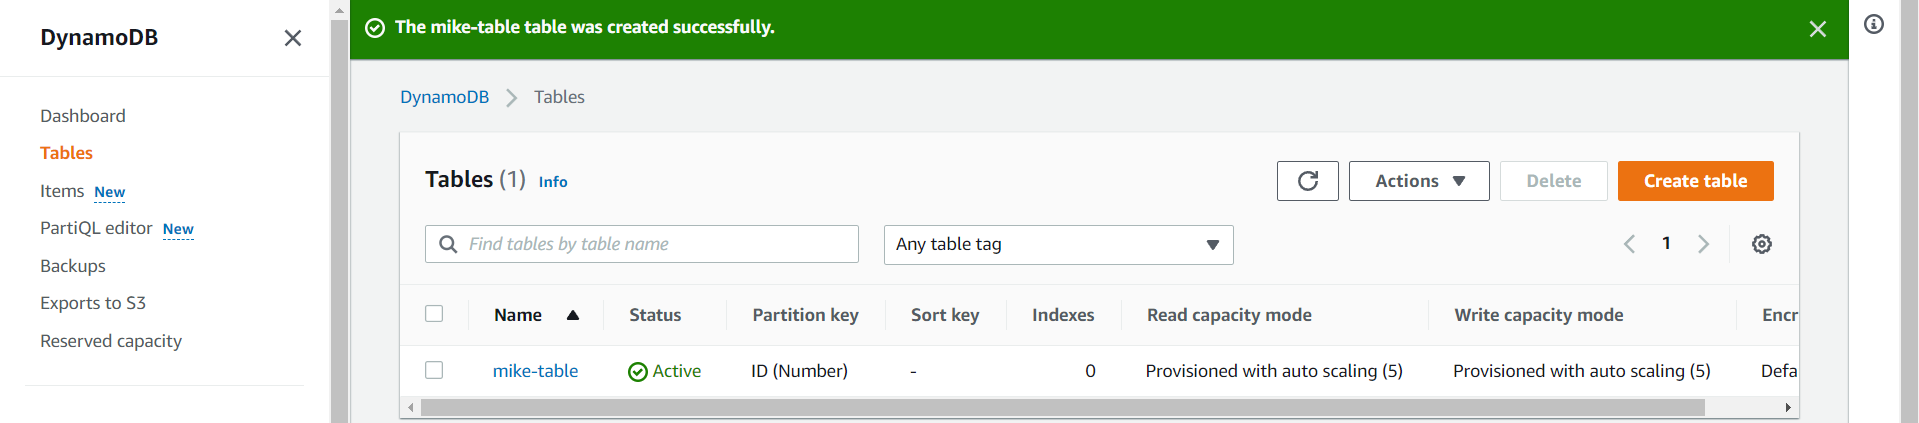 DynamoDB
Dashboard
Tables
Items New
PartiQL editor New
Backups
Exports to S3
Reserved capacity
The mike-table table was created successfully.
DynamoDB Tables
Tables (1) Info
Actions
Delete
Create table
Find tables by table name
Any table tag
1
Name Status Partition key Sort key Indexes Read capacity mode Write capacity mode Encr
mike-table Active ID (Number) - 0 Provisioned with auto scaling (5) Provisioned with auto scaling (5) Defa